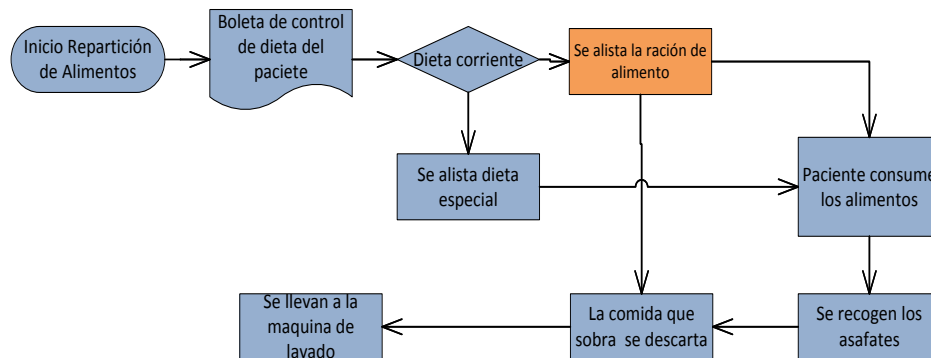 Inicio Repartición
de Alimentos
Boleta de control
de dieta del
paciete
Dieta corriente
Se alista la ración de
alimento
Se alista dieta
especial
Paciente consume
los alimentos
Se llevan a la
maquina de
lavado
La comida que
sobra se descarta
Se recogen los
asafates